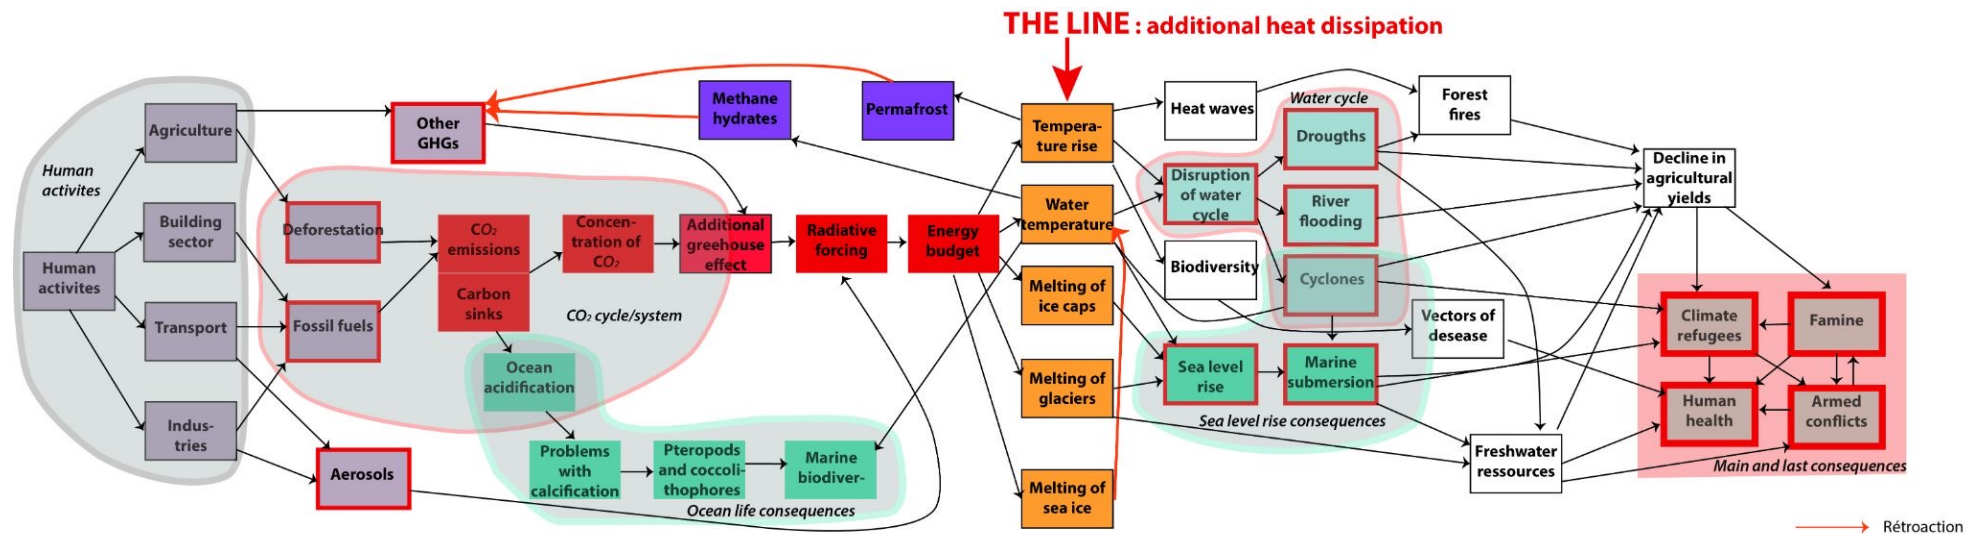 THE LINE : additional heat dissipation
Human
activites
Human
activites
Agriculture
Building
sector
Transport
Indus-
tries
Other
GHGs
Deforestation
Fossil fuels
Aerosols
CO₂
emissions
Carbon
sinks
Concen-
tration of
CO₂
Additional
greehouse
effect
CO₂ cycle/system
Ocean
acidification
Problems
with
calcification
Pteropods
and coccoli-
thophores
Marine
biodiver-
Ocean life consequences
Methane
hydrates
Permafrost
Radiative
forcing
Energy
budget
Tempera-
ture rise
Water
temperature
Melting of
ice caps
Melting of
glaciers
Melting of
sea ice
Heat waves
Water cycle
Disruption
of water
cycle
Drougths
River
flooding
Biodiversity
Cyclones
Sea level
rise
Marine
submersion
Sea level rise consequences
Forest
fires
Vectors of
desease
Freshwater
ressources
Decline in
agricultural
yields
Climate
refugees
Famine
Human
health
Armed
conflicts
Main and last consequences
Rétroaction